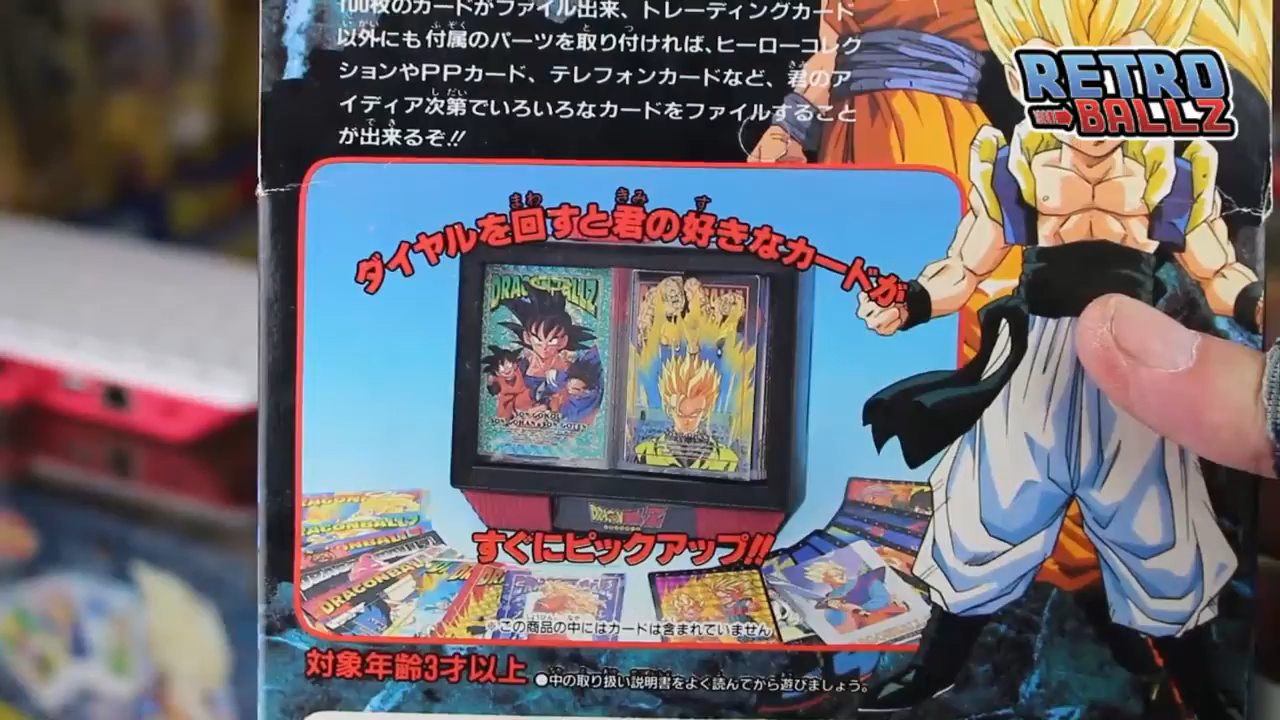 100枚のカードがファイル出来、トレーディングカード
以外にも付属のパーツを取り付ければ、ヒーローコレク
ションやPPカード、テレフォンカードなど、君のア
イディア次第でいろいろなカードをファイルすること
が出来るぞ!!
RETRO
BALLZ
ダイヤルを回すと君の好きなカードが
DRAGONBALLZ
SON GOKOU
SON GOHAN & SON GOTEN
DRAGONBALLZ
すぐにピックアップ!!
DRAGONBALLZ
DRAGONBALL
※この商品の中にはカードは含まれていません
対象年齢3才以上
●中の取り扱い説明書をよく読んでから遊びましょう。